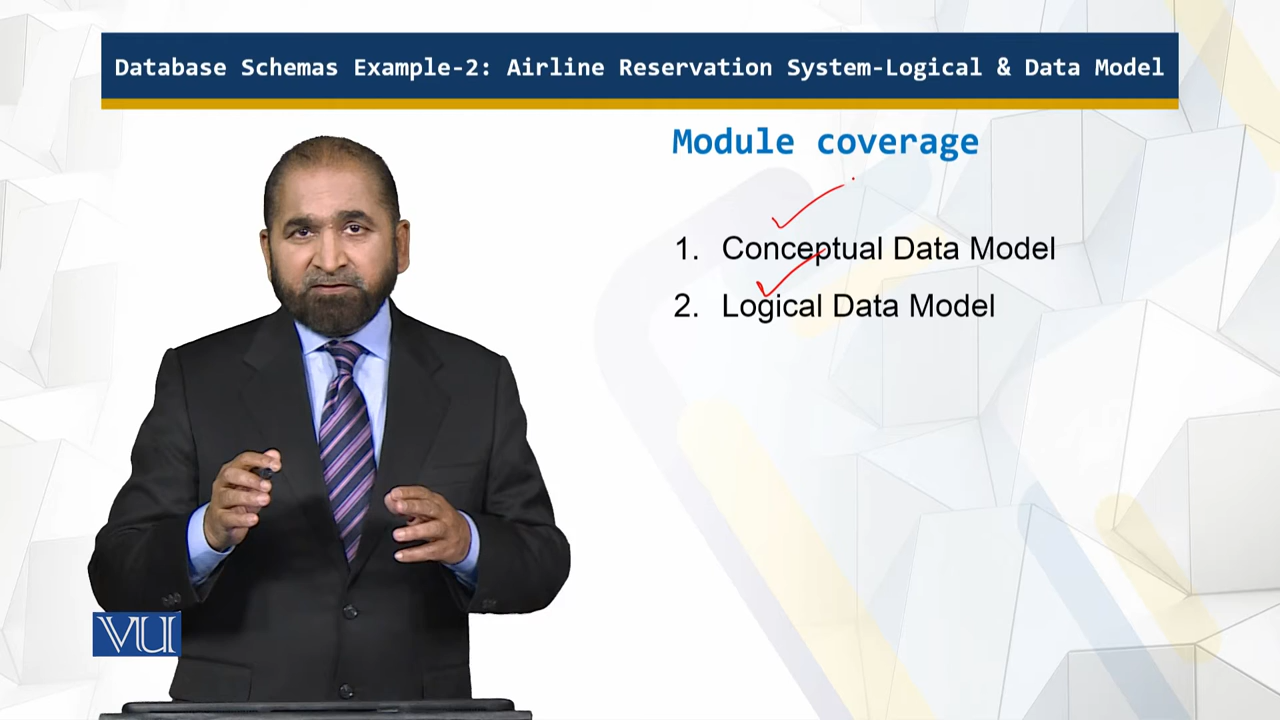 Database Schemas Example-2: Airline Reservation System-Logical & Data Model
Module coverage
1. Conceptual Data Model
2. Logical Data Model
VU